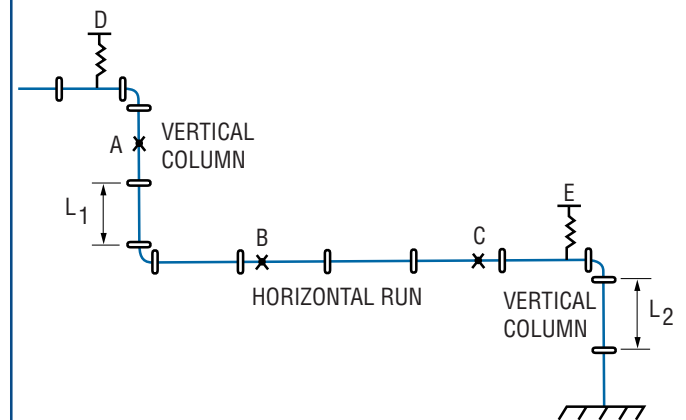 D
A
VERTICAL
COLUMN
L1
B
C
E
HORIZONTAL RUN
VERTICAL
COLUMN
L2